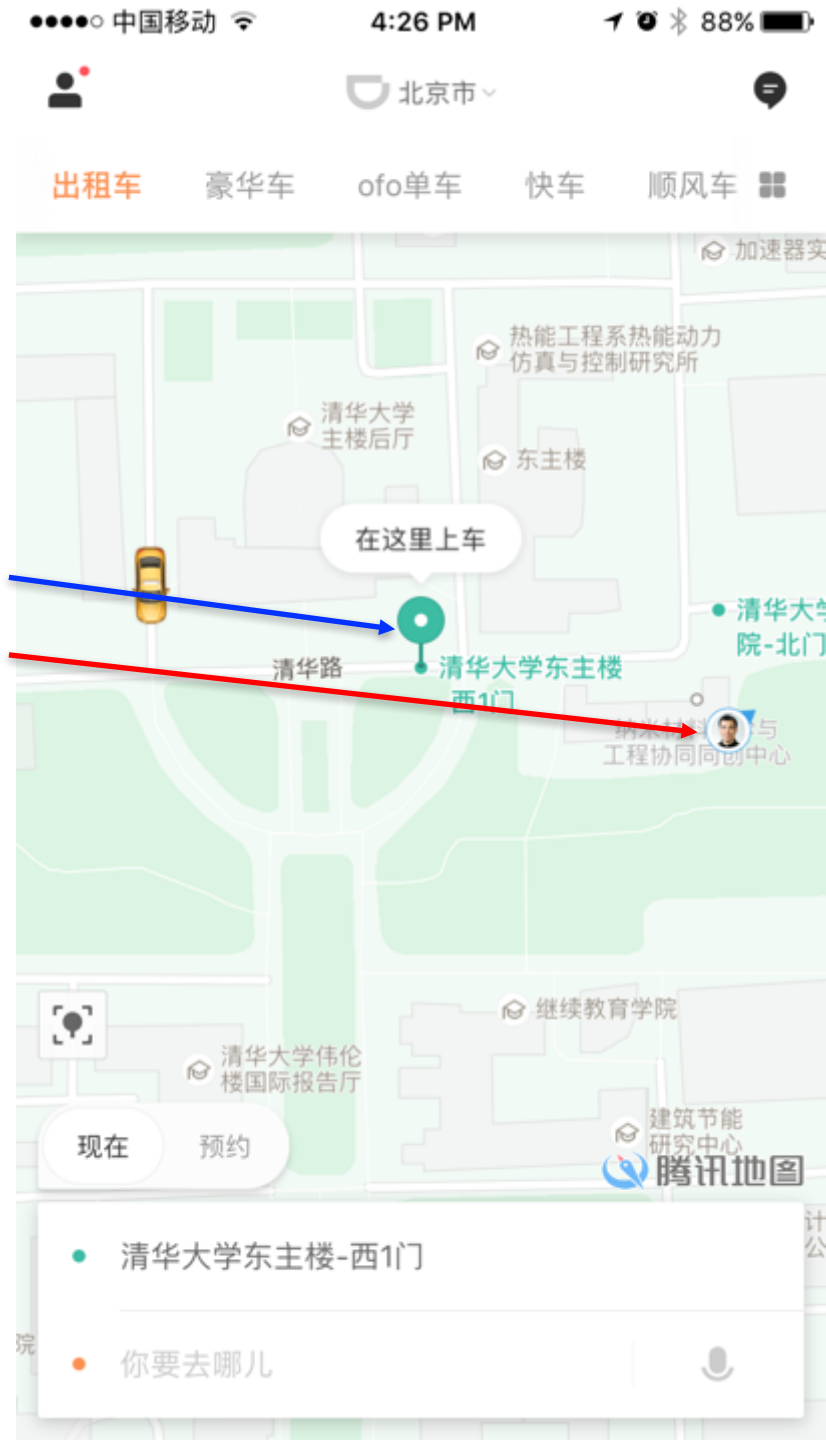 中国移动 4:26 PM 88%
北京市
出租车 豪华车 ofo单车 快车 顺风车
加速器实
热能工程系热能动力
仿真与控制研究所
清华大学
主楼后厅
东主楼
在这里上车
清华大学
院-北门
清华路
清华大学东主楼
西1门
纳米材料 与
工程协同同创中心
继续教育学院
清华大学伟伦
楼国际报告厅
建筑节能
研究中心
现在 预约
腾讯地图
计
公
清华大学东主楼-西1门
院
你要去哪儿